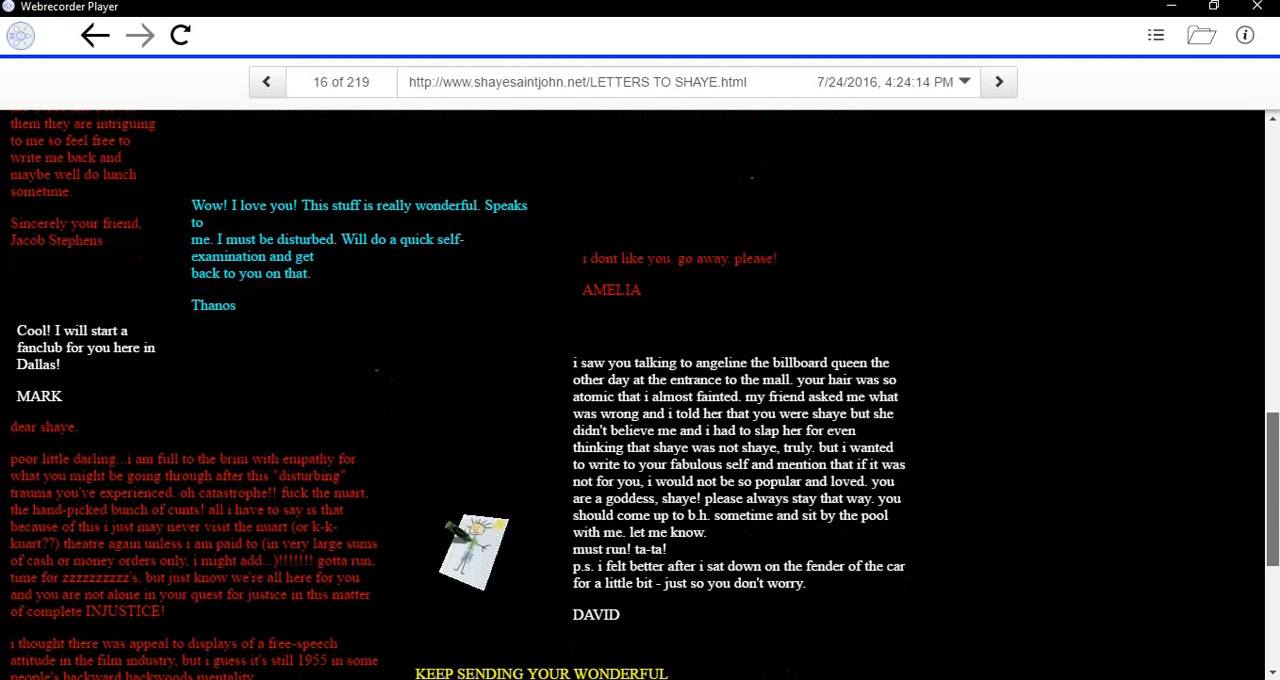 Webrecorder Player
16 of 219
http://www.shayesaintjohn.net/LETTERS TO SHAYE.html
7/24/2016, 4:24:14 PM
them they are intriguing
to me so feel free to
write me back and
maybe well do lunch
sometime.
Sincerely your friend,
Jacob Stephens
Wow! I love you! This stuff is really wonderful. Speaks
to
me. I must be disturbed. Will do a quick self-
examination and get
back to you on that.
Thanos
i dont like you. go away. please!
AMELIA
Cool! I will start a
fanclub for you here in
Dallas!
MARK
dear shaye,
poor little darling...i am full to the brim with empathy for
what you might be going through after this "disturbing"
trauma you've experienced. oh catastrophe!! fuck the nuart,
the hand-picked bunch of cunts! all i have to say is that
because of this i just may never visit the nuart (or k-k-
kuart??) theatre again unless i am paid to (in very large sums
of cash or money orders only, i might add...)!!!!!!! gotta run,
time for zzzzzzzzzz's. but just know we're all here for you
and you are not alone in your quest for justice in this matter
of complete INJUSTICE!
i thought there was appeal to displays of a free-speech
attitude in the film industry, but i guess it's still 1955 in some
people's backward backwoods mentality.
i saw you talking to angeline the billboard queen the
other day at the entrance to the mall. your hair was so
atomic that i almost fainted. my friend asked me what
was wrong and i told her that you were shaye but she
didn't believe me and i had to slap her for even
thinking that shaye was not shaye, truly. but i wanted
to write to your fabulous self and mention that if it was
not for you, i would not be so popular and loved. you
are a goddess, shaye! please always stay that way. you
should come up to b.h. sometime and sit by the pool
with me. let me know.
must run! ta-ta!
p.s. i felt better after i sat down on the fender of the car
for a little bit - just so you don't worry.
DAVID
KEEP SENDING YOUR WONDERFUL